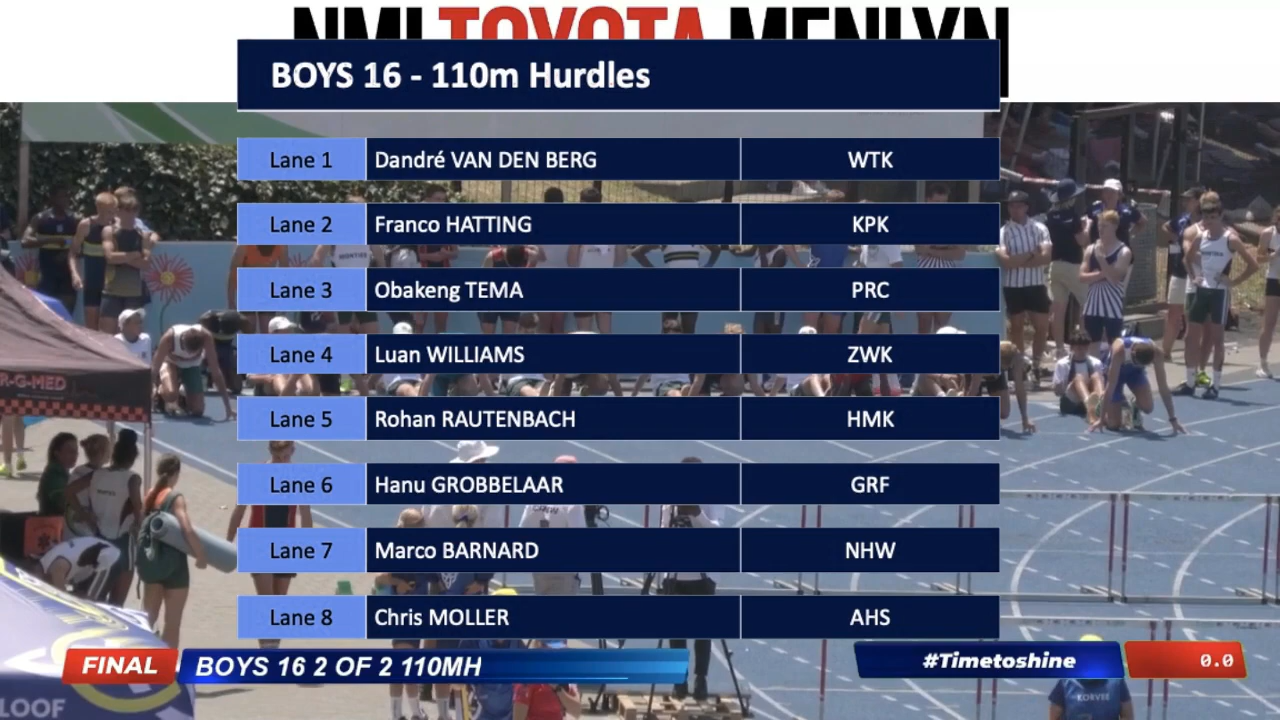 NMI TOYOTA MENLYN
BOYS 16 - 110m Hurdles
Lane 1 Dandré VAN DEN BERG WTK
Lane 2 Franco HATTING KPK
Lane 3 Obakeng TEMA PRC
Lane 4 Luan WILLIAMS ZWK
Lane 5 Rohan RAUTENBACH HMK
Lane 6 Hanu GROBBELAAR GRF
Lane 7 Marco BARNARD NHW
Lane 8 Chris MOLLER AHS
FINAL BOYS 16 2 OF 2 110MH
#Timetoshine 0.0
R-G-MED
LOOF
KORVEE